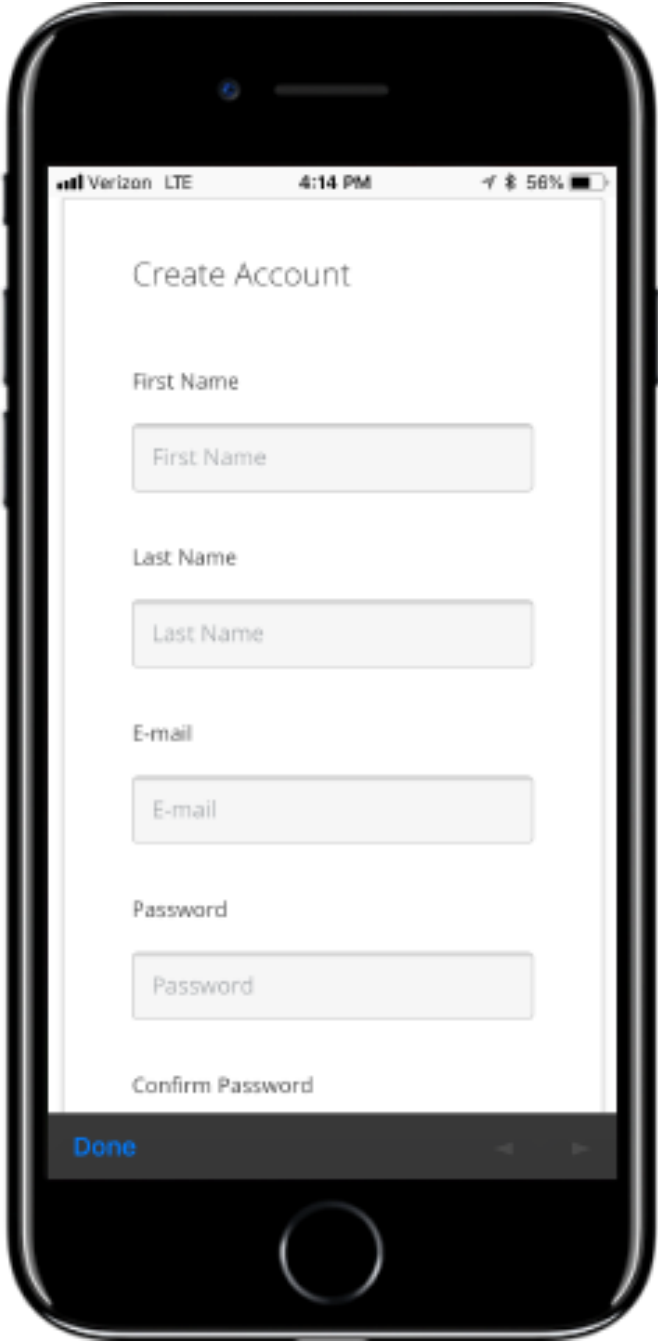 Verizon LTE 4:14 PM 56%
Create Account
First Name
First Name
Last Name
Last Name
E-mail
E-mail
Password
Password
Confirm Password
Done